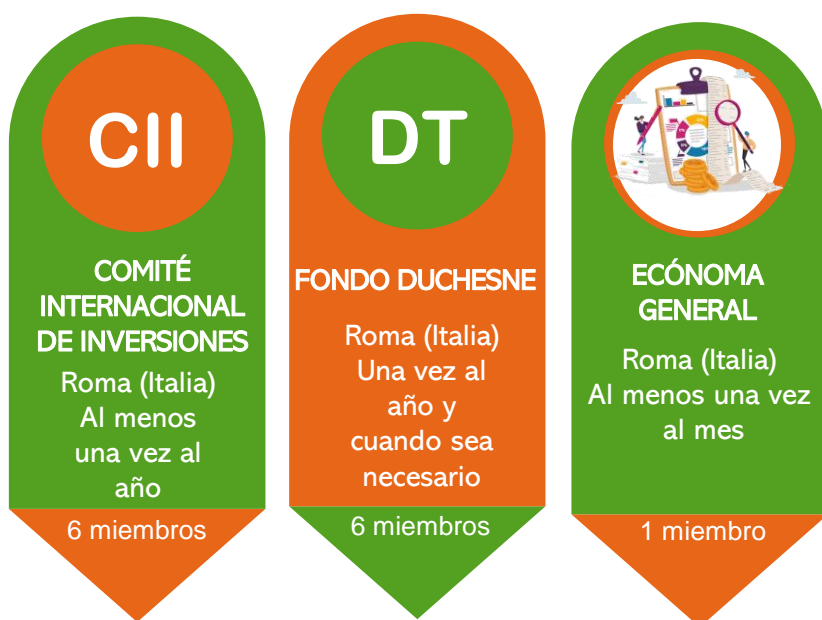 CII
COMITÉ
INTERNACIONAL
DE INVERSIONES
Roma (Italia)
Al menos
una vez al
año
6 miembros
DT
FONDO DUCHESNE
Roma (Italia)
Una vez al
año y
cuando sea
necesario
6 miembros
ECÓNOMA
GENERAL
Roma (Italia)
Al menos una vez
al mes
1 miembro